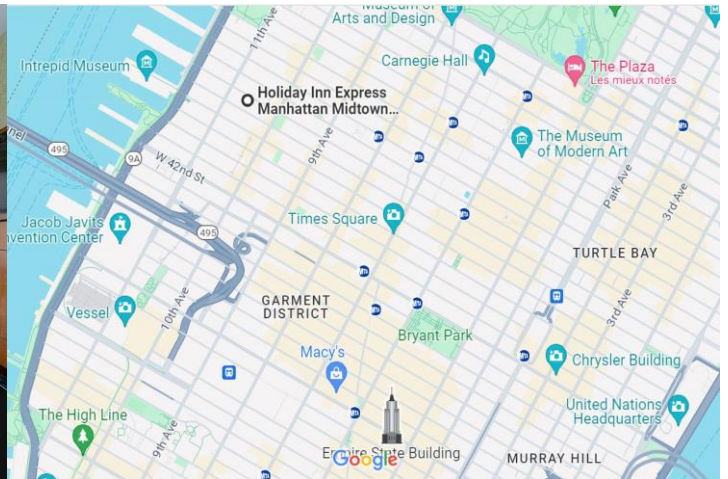 Museum of
Arts and Design
11th Ave
Carnegie Hall
Intrepid Museum
The Plaza
Les mieux notés
Holiday Inn Express
Manhattan Midtown...
9th Ave
The Museum
of Modern Art
495
9A
W 42nd St
Park Ave
3rd Ave
Times Square
Jacob Javits
nvention Center
495
TURTLE BAY
10th Ave
GARMENT
DISTRICT
Vessel
3rd Ave
Bryant Park
Macy's
Chrysler Building
The High Line
9th Ave
United Nations
Headquarters
Empire State Building
Google
MURRAY HILL